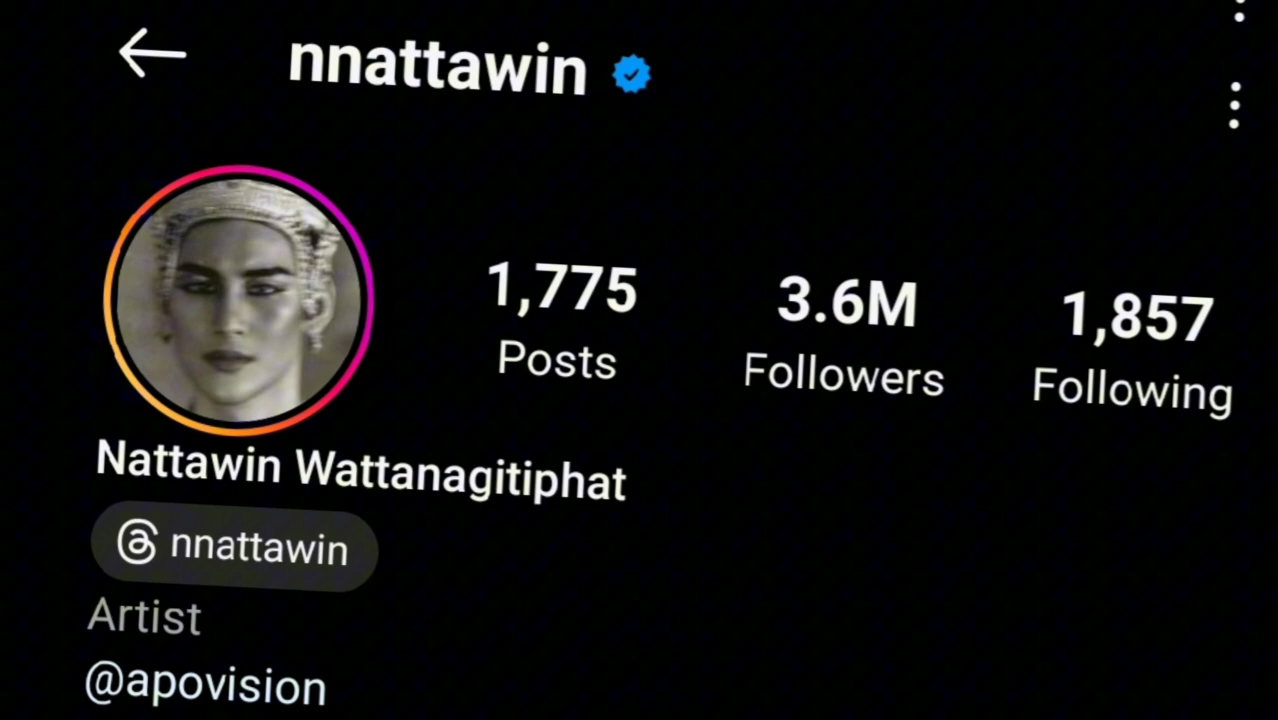 nnattawin
1,775 3.6M 1,857
Posts Followers Following
Nattawin Wattanagitiphat
nnattawin
Artist
@apovision